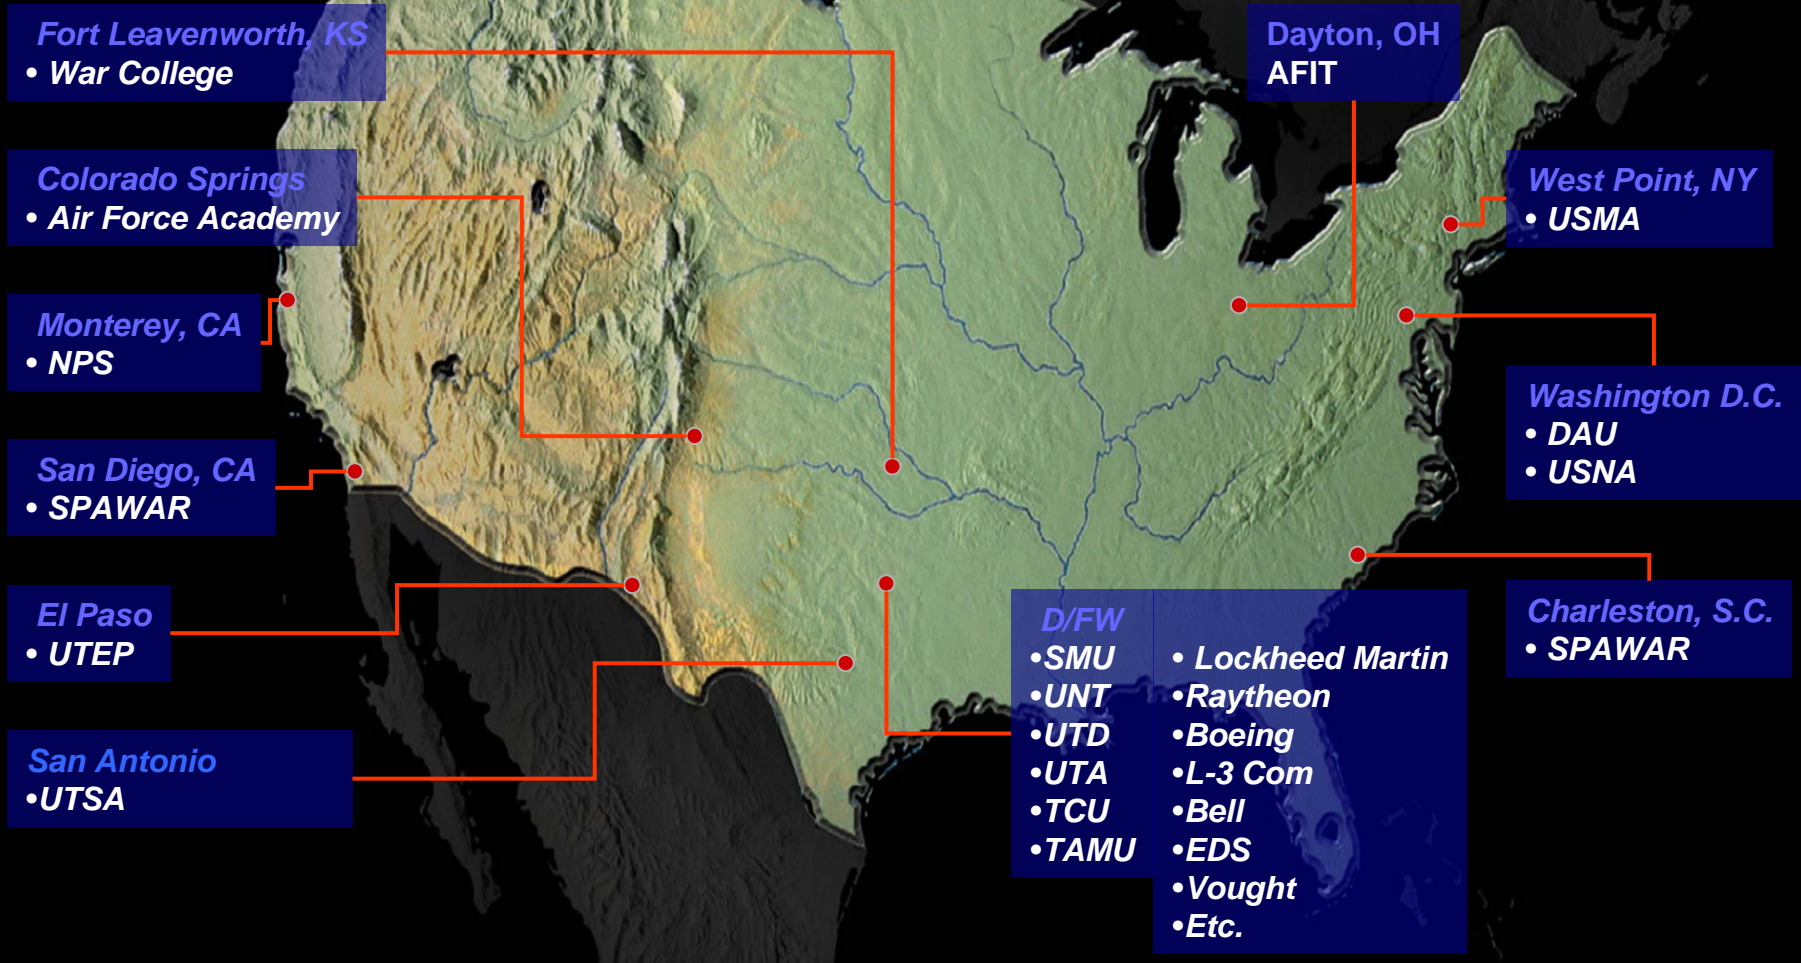 Fort Leavenworth, KS
• War College
Colorado Springs
• Air Force Academy
Monterey, CA
• NPS
San Diego, CA
• SPAWAR
El Paso
• UTEP
San Antonio
•UTSA
D/FW
•SMU
•UNT
•UTD
•UTA
•TCU
•TAMU
• Lockheed Martin
•Raytheon
•Boeing
•L-3 Com
•Bell
•EDS
•Vought
•Etc.
Dayton, OH
AFIT
West Point, NY
• USMA
Washington D.C.
• DAU
• USNA
Charleston, S.C.
• SPAWAR